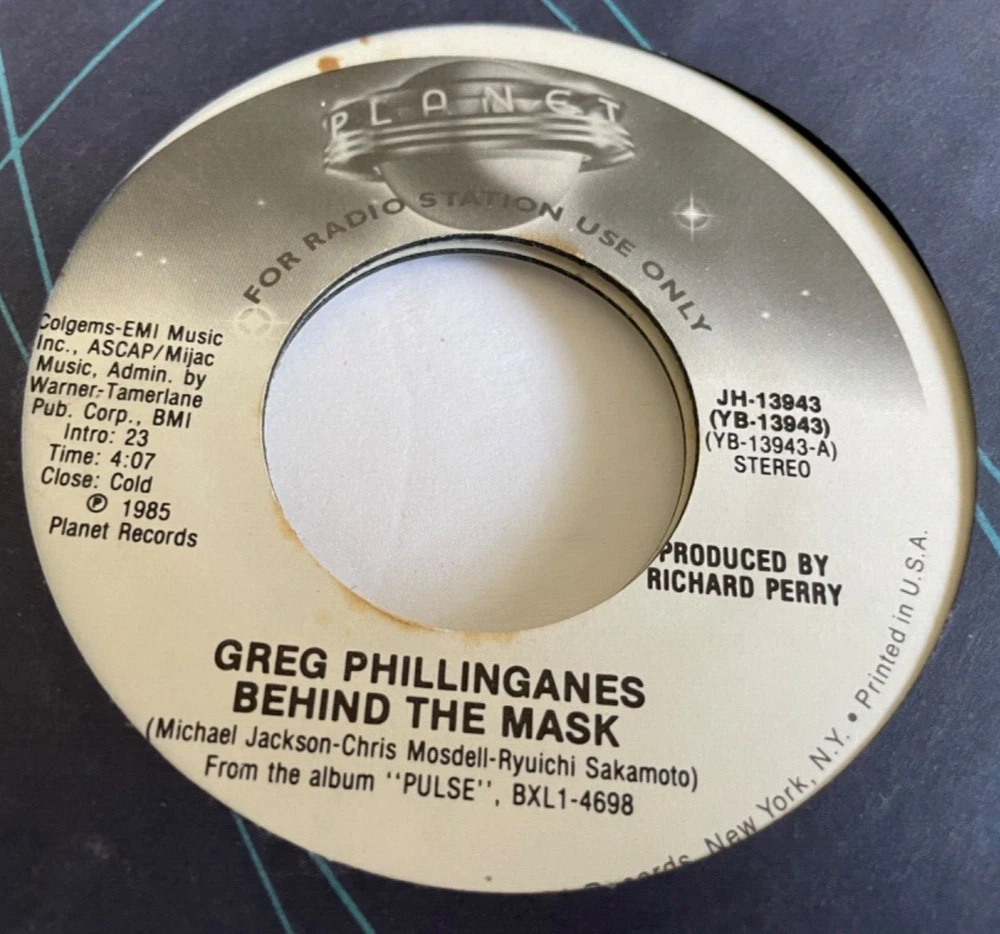 PLANET
FOR RADIO STATION USE ONLY
Colgems-EMI Music
Inc., ASCAP/Mijac
Music, Admin. by
Warner-Tamerlane
Pub. Corp., BMI
Intro: 23
Time: 4:07
Close: Cold
℗ 1985
Planet Records
JH-13943
(YB-13943)
(YB-13943-A)
STEREO
PRODUCED BY
RICHARD PERRY
GREG PHILLINGANES
BEHIND THE MASK
(Michael Jackson-Chris Mosdell-Ryuichi Sakamoto)
From the album "PULSE", BXL1-4698
Records, New York, N.Y. • Printed in U.S.A.